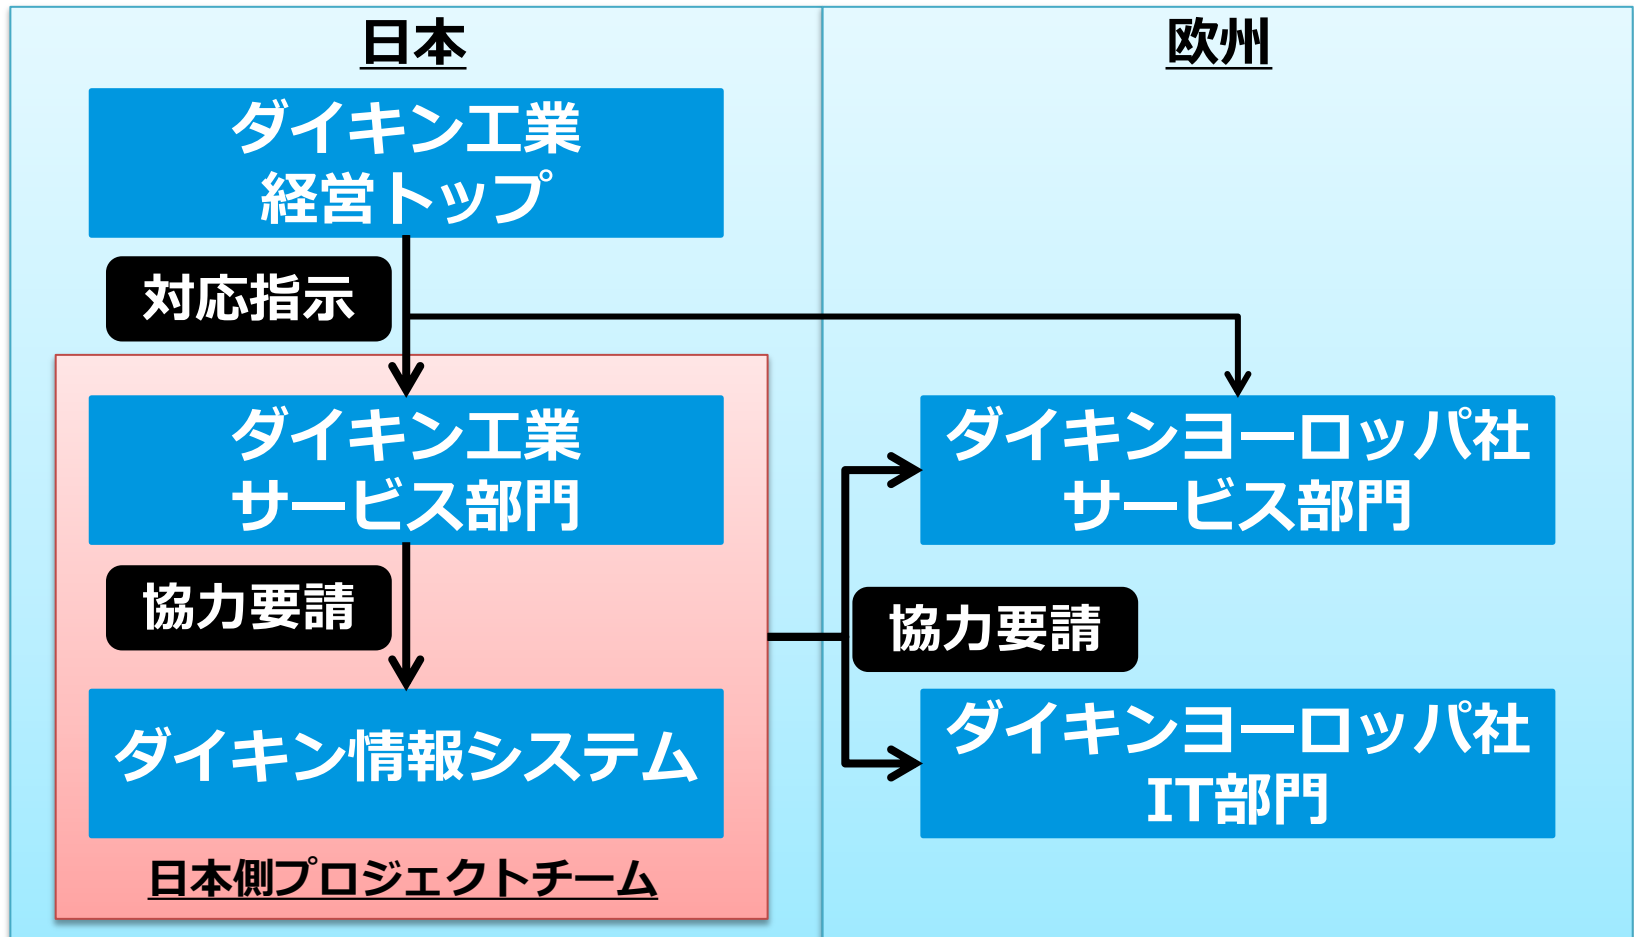 日本
欧州
ダイキン工業
経営トップ
対応指示
ダイキン工業
サービス部門
ダイキンヨーロッパ社
サービス部門
協力要請
協力要請
ダイキン情報システム
ダイキンヨーロッパ社
IT部門
日本側プロジェクトチーム